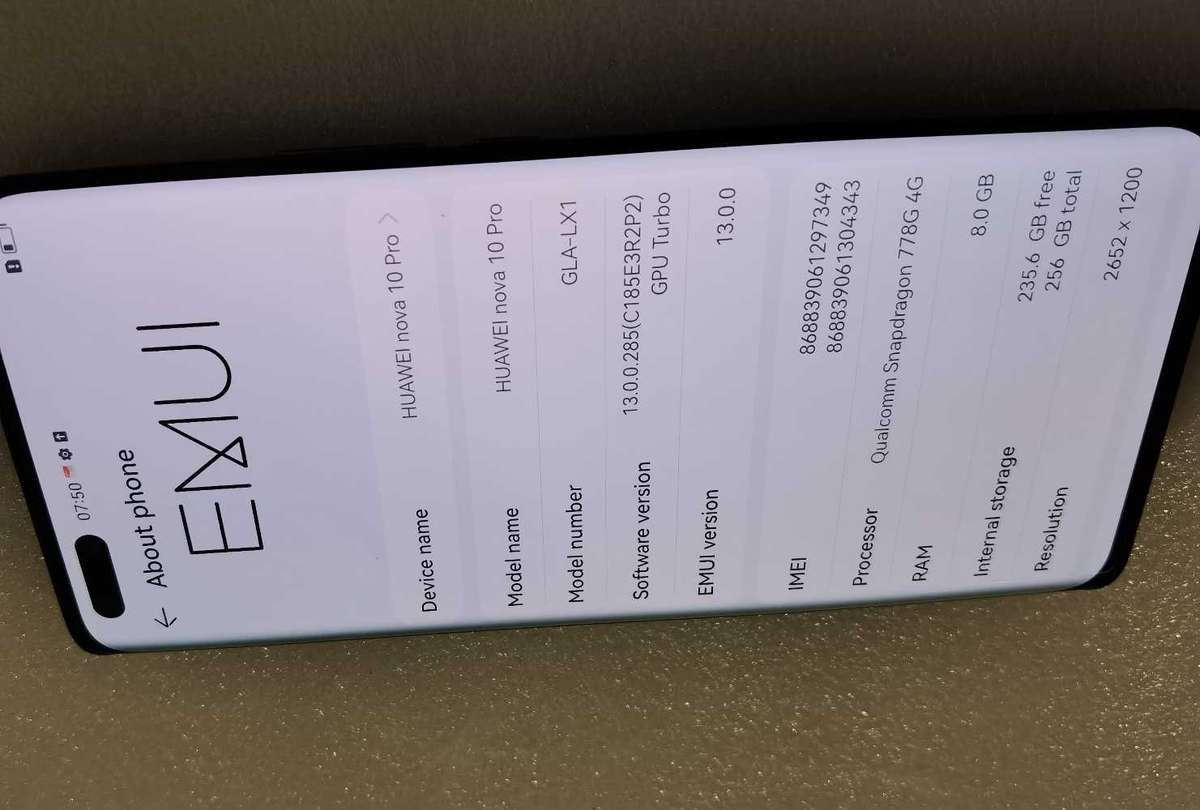 07:50
About phone
EMUI
Device name HUAWEI nova 10 Pro >
Model name HUAWEI nova 10 Pro
Model number GLA-LX1
Software version 13.0.0.285(C185E3R2P2)
GPU Turbo
EMUI version 13.0.0
IMEI 868839061297349
868839061304343
Processor Qualcomm Snapdragon 778G 4G
RAM 8.0 GB
Internal storage 235.6 GB free
256 GB total
Resolution 2652 x 1200